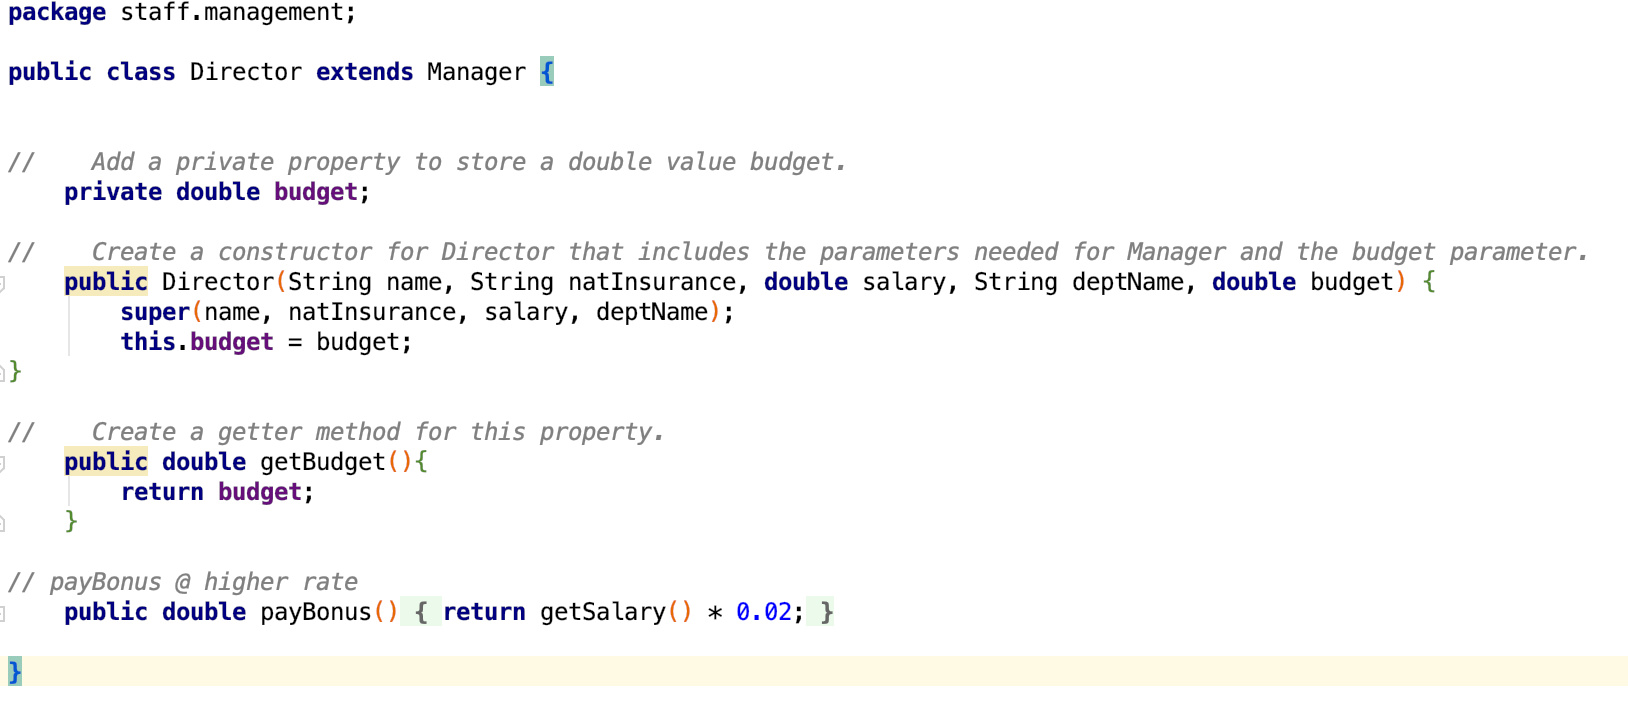 package staff.management;
public class Director extends Manager {
//    Add a private property to store a double value budget.
    private double budget;
//    Create a constructor for Director that includes the parameters needed for Manager and the budget parameter.
    public Director(String name, String natInsurance, double salary, String deptName, double budget) {
        super(name, natInsurance, salary, deptName);
        this.budget = budget;
}
//    Create a getter method for this property.
    public double getBudget(){
        return budget;
    }
// payBonus @ higher rate
    public double payBonus() { return getSalary() * 0.02; }
}